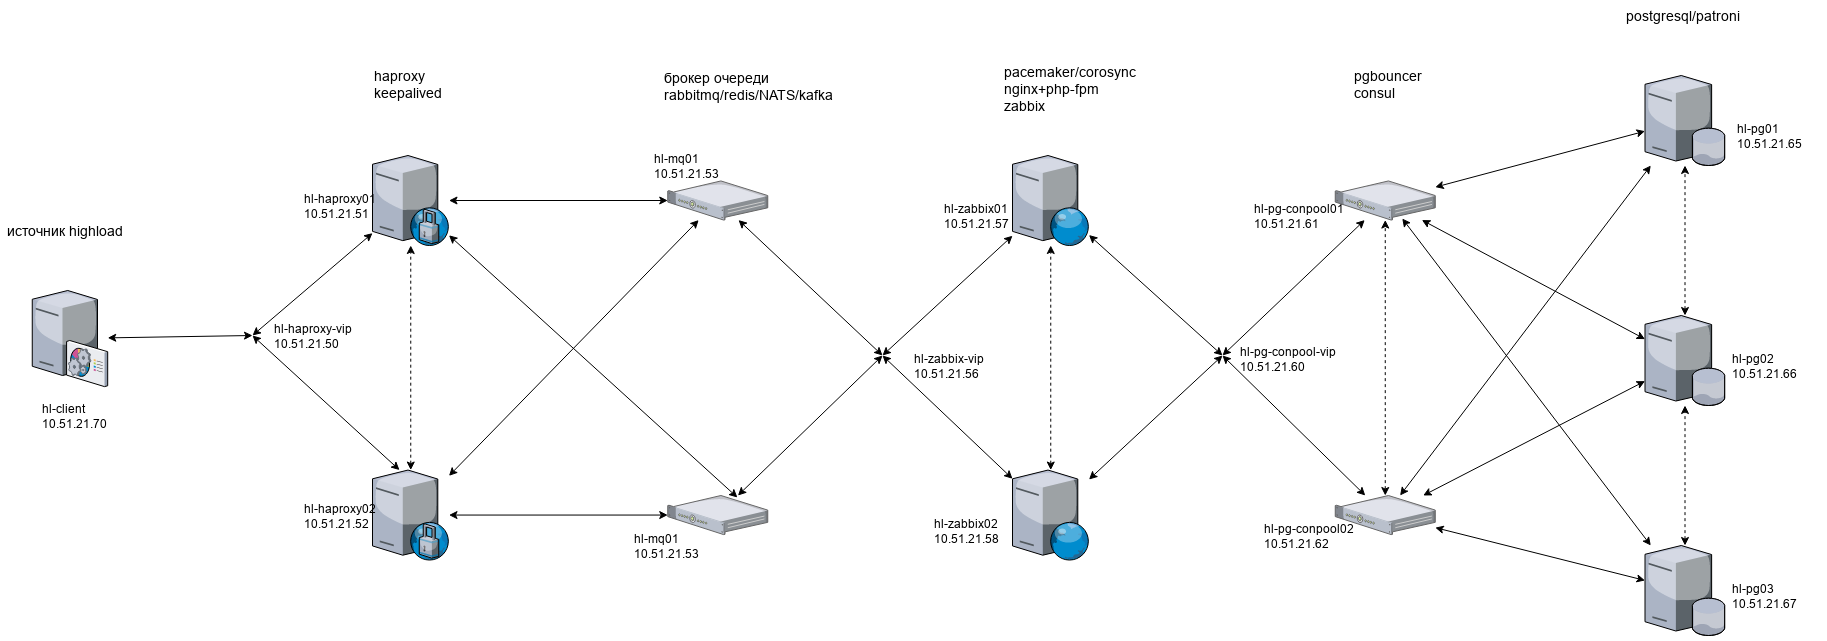 postgresql/patroni
haproxy
keepalived
брокер очереди
rabbitmq/redis/NATS/kafka
pacemaker/corosync
nginx+php-fpm
zabbix
pgbouncer
consul
источник highload
hl-client
10.51.21.70
hl-haproxy-vip
10.51.21.50
hl-haproxy01
10.51.21.51
hl-haproxy02
10.51.21.52
hl-mq01
10.51.21.53
hl-mq01
10.51.21.53
hl-zabbix-vip
10.51.21.56
hl-zabbix01
10.51.21.57
hl-zabbix02
10.51.21.58
hl-pg-conpool-vip
10.51.21.60
hl-pg-conpool01
10.51.21.61
hl-pg-conpool02
10.51.21.62
hl-pg01
10.51.21.65
hl-pg02
10.51.21.66
hl-pg03
10.51.21.67